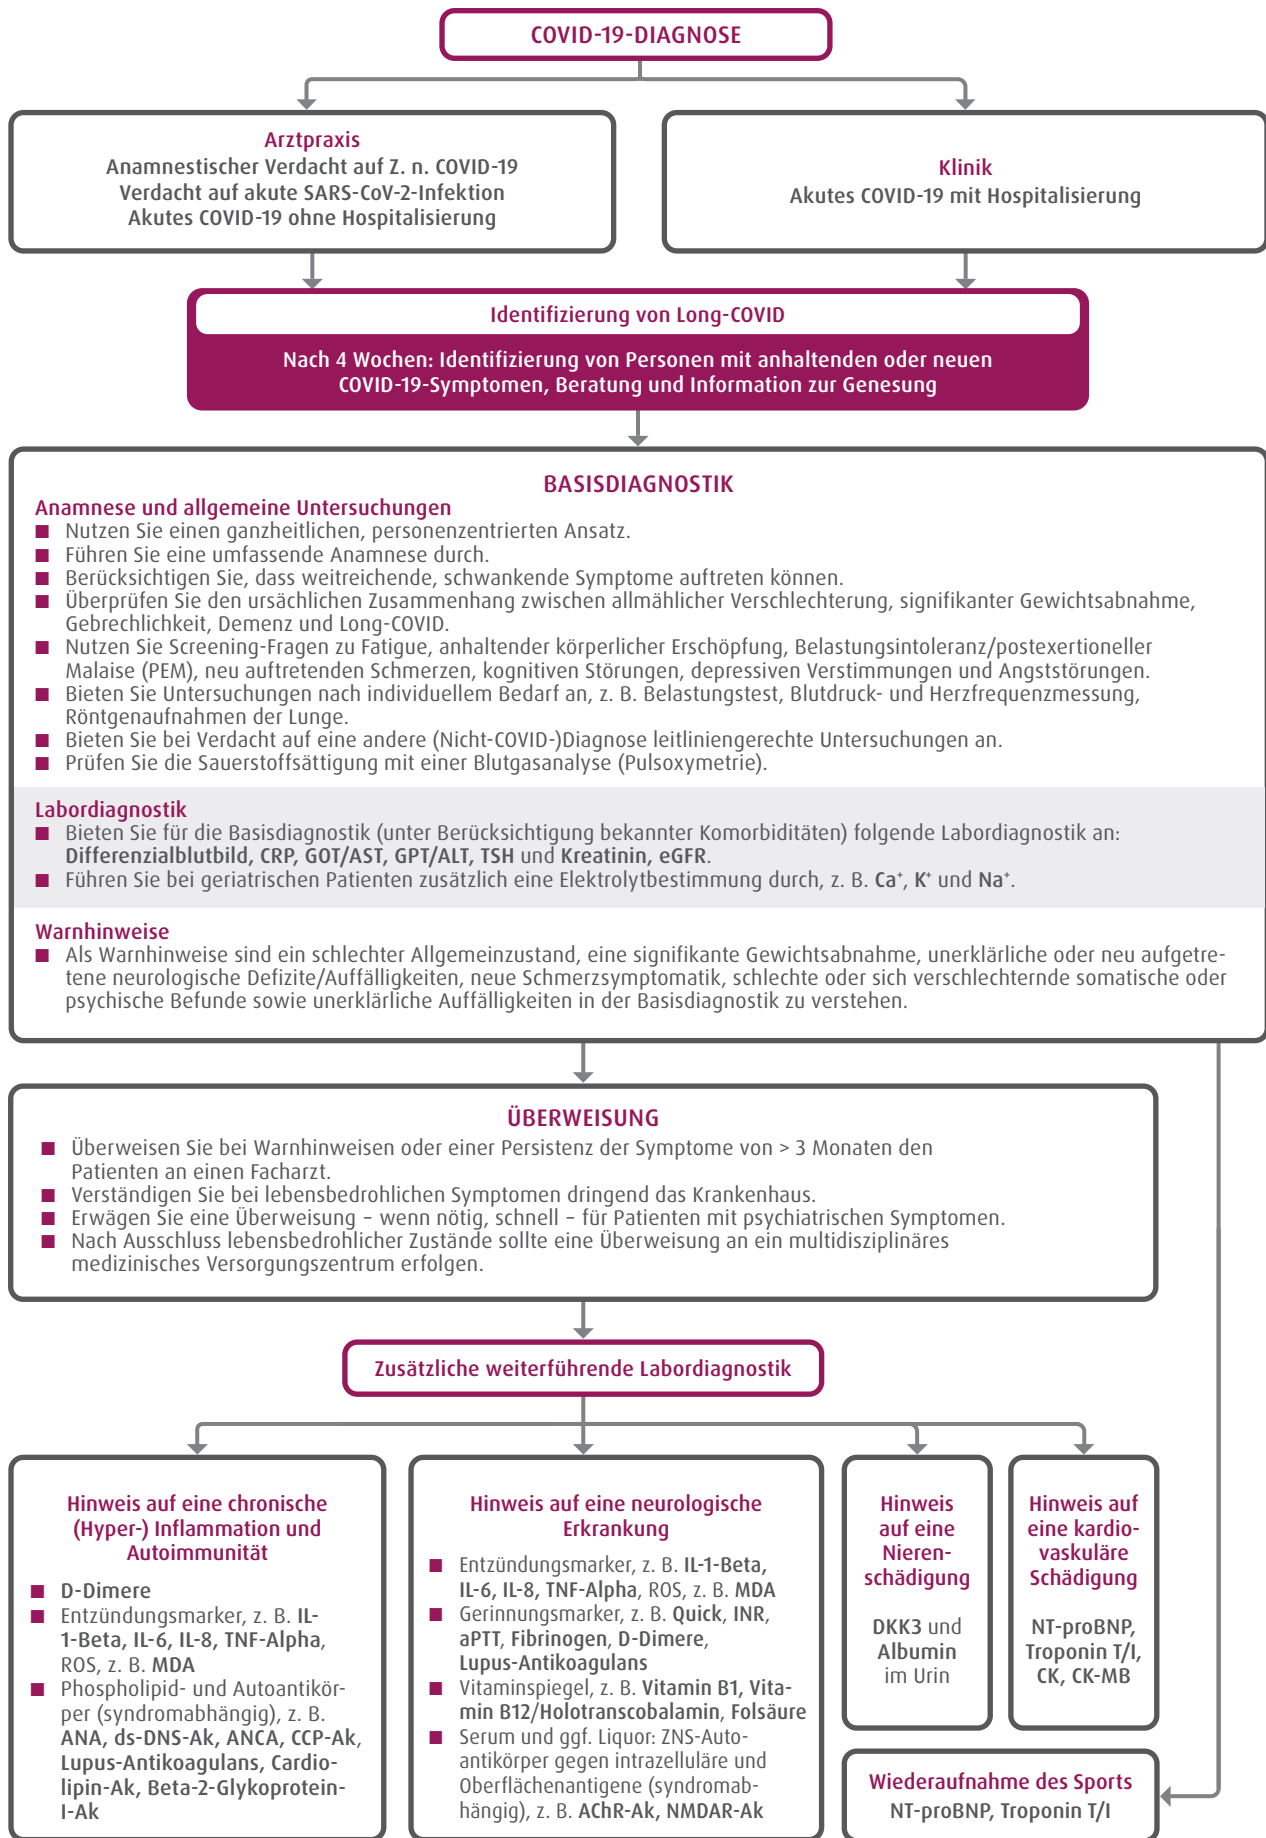 COVID-19-DIAGNOSE
Arztpraxis
Anamnestischer Verdacht auf Z. n. COVID-19
Verdacht auf akute SARS-CoV-2-Infektion
Akutes COVID-19 ohne Hospitalisierung
Klinik
Akutes COVID-19 mit Hospitalisierung
Identifizierung von Long-COVID
Nach 4 Wochen: Identifizierung von Personen mit anhaltenden oder neuen
COVID-19-Symptomen, Beratung und Information zur Genesung
BASISDIAGNOSTIK
Anamnese und allgemeine Untersuchungen
■ Nutzen Sie einen ganzheitlichen, personenzentrierten Ansatz.
■ Führen Sie eine umfassende Anamnese durch.
■ Berücksichtigen Sie, dass weitreichende, schwankende Symptome auftreten können.
■ Überprüfen Sie den ursächlichen Zusammenhang zwischen allmählicher Verschlechterung, signifikanter Gewichtsabnahme,
Gebrechlichkeit, Demenz und Long-COVID.
■ Nutzen Sie Screening-Fragen zu Fatigue, anhaltender körperlicher Erschöpfung, Belastungsintoleranz/postexertioneller
Malaise (PEM), neu auftretenden Schmerzen, kognitiven Störungen, depressiven Verstimmungen und Angststörungen.
■ Bieten Sie Untersuchungen nach individuellem Bedarf an, z. B. Belastungstest, Blutdruck- und Herzfrequenzmessung,
Röntgenaufnahmen der Lunge.
■ Bieten Sie bei Verdacht auf eine andere (Nicht-COVID-)Diagnose leitliniengerechte Untersuchungen an.
■ Prüfen Sie die Sauerstoffsättigung mit einer Blutgasanalyse (Pulsoxymetrie).
Labordiagnostik
■ Bieten Sie für die Basisdiagnostik (unter Berücksichtigung bekannter Komorbiditäten) folgende Labordiagnostik an:
Differenzialblutbild, CRP, GOT/AST, GPT/ALT, TSH und Kreatinin, eGFR.
■ Führen Sie bei geriatrischen Patienten zusätzlich eine Elektrolytbestimmung durch, z. B. Ca⁺, K⁺ und Na⁺.
Warnhinweise
■ Als Warnhinweise sind ein schlechter Allgemeinzustand, eine signifikante Gewichtsabnahme, unerklärliche oder neu aufgetre-
tene neurologische Defizite/Auffälligkeiten, neue Schmerzsymptomatik, schlechte oder sich verschlechternde somatische oder
psychische Befunde sowie unerklärliche Auffälligkeiten in der Basisdiagnostik zu verstehen.
ÜBERWEISUNG
■ Überweisen Sie bei Warnhinweisen oder einer Persistenz der Symptome von > 3 Monaten den
Patienten an einen Facharzt.
■ Verständigen Sie bei lebensbedrohlichen Symptomen dringend das Krankenhaus.
■ Erwägen Sie eine Überweisung – wenn nötig, schnell – für Patienten mit psychiatrischen Symptomen.
■ Nach Ausschluss lebensbedrohlicher Zustände sollte eine Überweisung an ein multidisziplinäres
medizinisches Versorgungszentrum erfolgen.
Zusätzliche weiterführende Labordiagnostik
Hinweis auf eine chronische
(Hyper-) Inflammation und
Autoimmunität
■ D-Dimere
■ Entzündungsmarker, z. B. IL-
1-Beta, IL-6, IL-8, TNF-Alpha,
ROS, z. B. MDA
■ Phospholipid- und Autoantikör-
per (syndromabhängig), z. B.
ANA, ds-DNS-Ak, ANCA, CCP-Ak,
Lupus-Antikoagulans, Cardio-
lipin-Ak, Beta-2-Glykoprotein-
I-Ak
Hinweis auf eine neurologische
Erkrankung
■ Entzündungsmarker, z. B. IL-1-Beta,
IL-6, IL-8, TNF-Alpha, ROS, z. B. MDA
■ Gerinnungsmarker, z. B. Quick, INR,
aPTT, Fibrinogen, D-Dimere,
Lupus-Antikoagulans
■ Vitaminspiegel, z. B. Vitamin B1, Vita-
min B12/Holotranscobalamin, Folsäure
■ Serum und ggf. Liquor: ZNS-Auto-
antikörper gegen intrazelluläre und
Oberflächenantigene (syndromab-
hängig), z. B. AChR-Ak, NMDAR-Ak
Hinweis
auf eine
Nieren-
schädigung
DKK3 und
Albumin
im Urin
Hinweis auf
eine kardio-
vaskuläre
Schädigung
NT-proBNP,
Troponin T/I,
CK, CK-MB
Wiederaufnahme des Sports
NT-proBNP, Troponin T/I